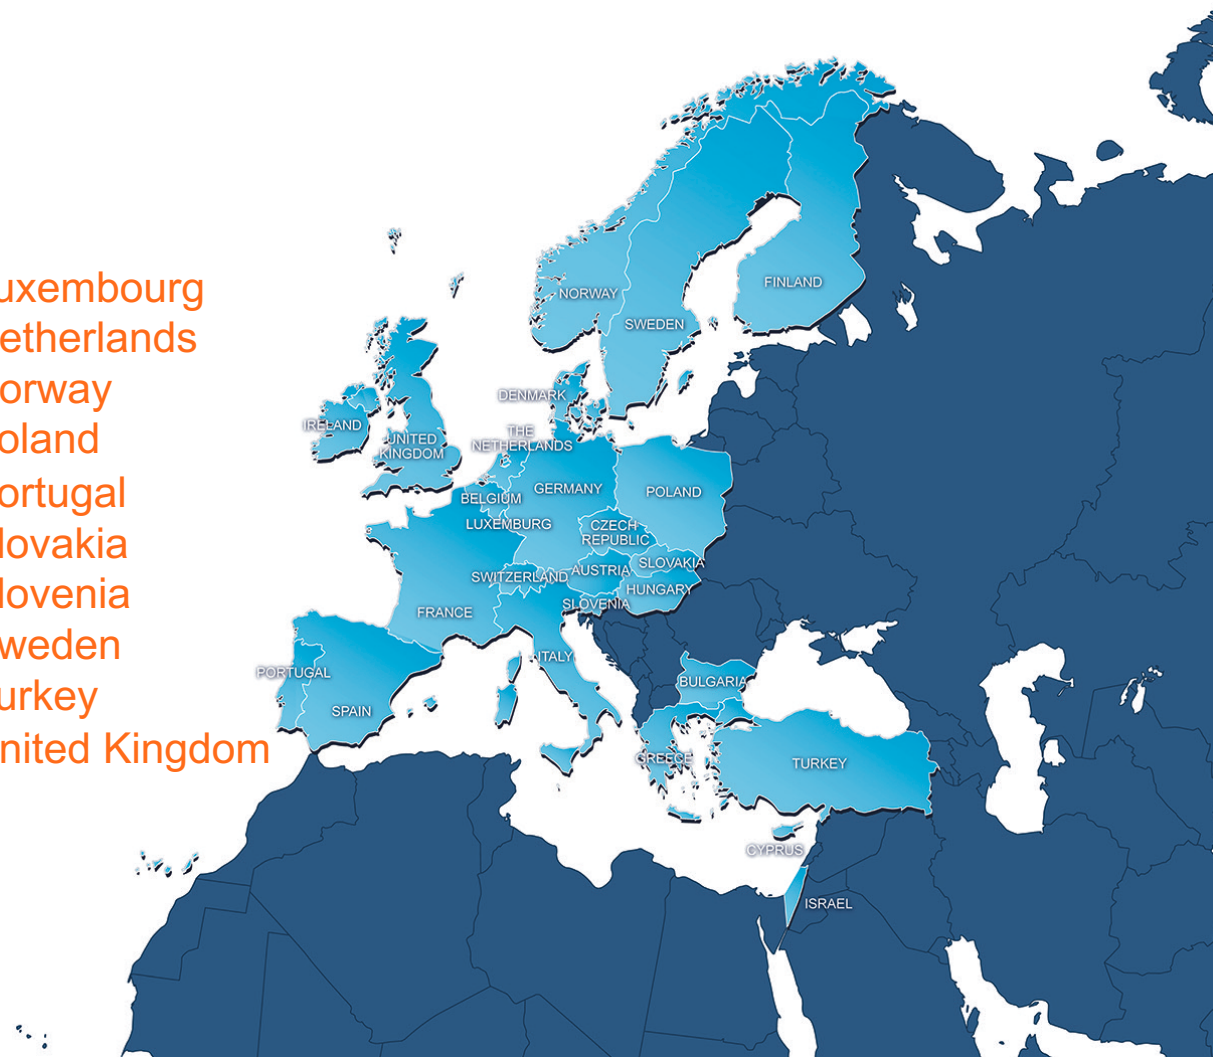 uxembourg
etherlands
orway
oland
ortugal
lovakia
lovenia
weden
urkey
nited Kingdom
NORWAY
FINLAND
SWEDEN
DENMARK
IRELAND
UNITED
KINGDOM
THE
NETHERLANDS
BELGIUM
GERMANY
POLAND
LUXEMBURG
CZECH
REPUBLIC
SWITZERLAND
AUSTRIA
SLOVAKIA
HUNGARY
SLOVENIA
FRANCE
ITALY
PORTUGAL
SPAIN
BULGARIA
GREECE
TURKEY
CYPRUS
ISRAEL